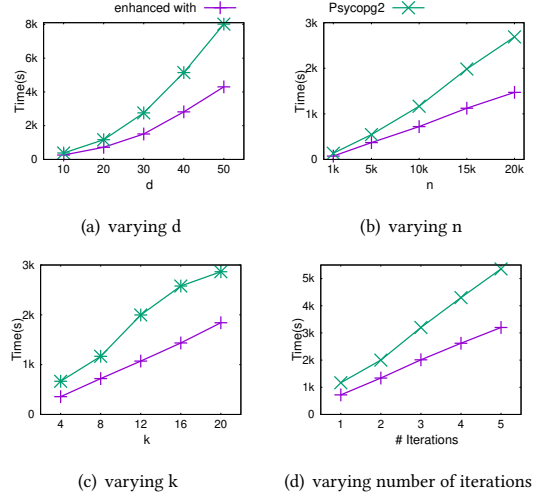 enhanced with
Psycopg2
8k
6k
4k
2k
0
Time(s)
10 20 30 40 50
d
(a) varying d
3k
2k
1k
0
Time(s)
1k 5k 10k 15k 20k
n
(b) varying n
3k
2k
1k
0
Time(s)
4 8 12 16 20
k
(c) varying k
5k
4k
3k
2k
1k
0
Time(s)
1 2 3 4 5
# Iterations
(d) varying number of iterations